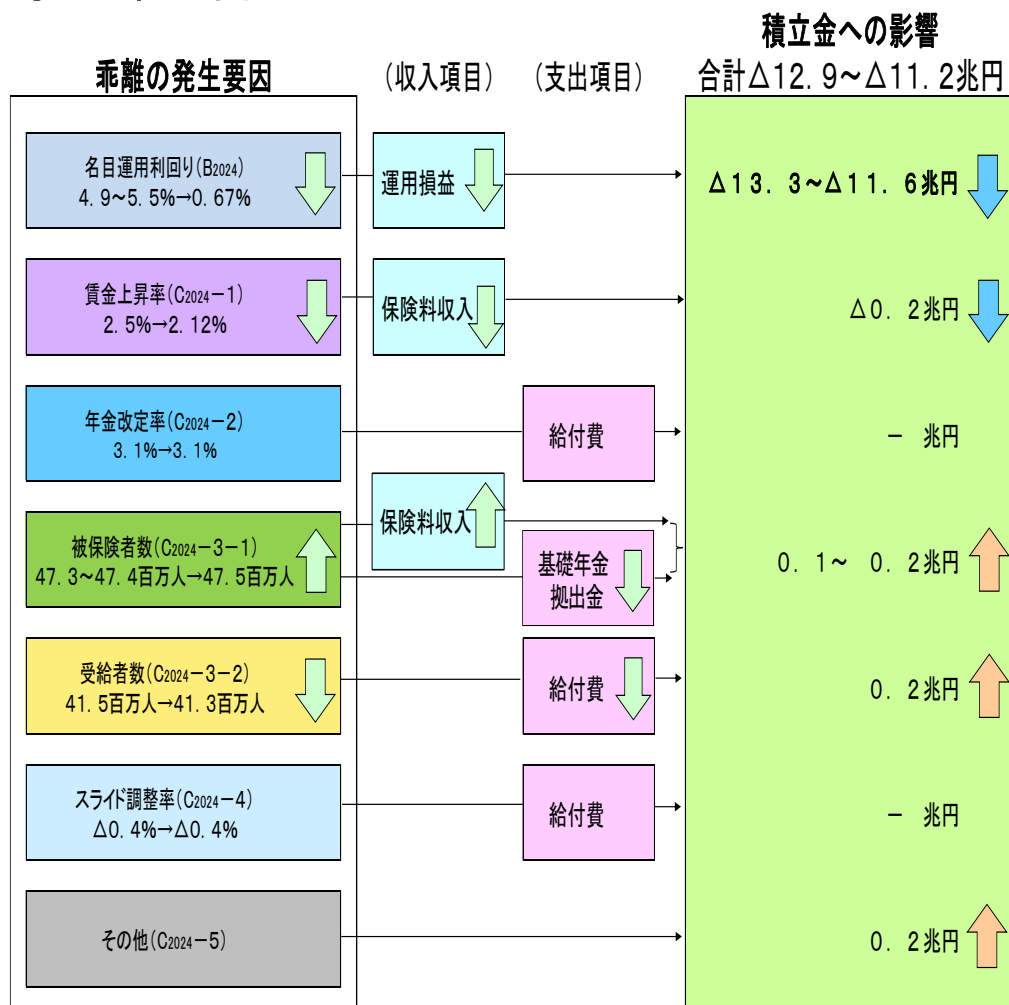 積立金への影響
乖離の発生要因 (収入項目) (支出項目) 合計△12.9～△11.2兆円
名目運用利回り(B2024)
4.9～5.5%→0.67%
運用損益
△13.3～△11.6兆円
賃金上昇率(C2024－1)
2.5%→2.12%
保険料収入
△0.2兆円
年金改定率(C2024－2)
3.1%→3.1%
給付費
－ 兆円
被保険者数(C2024－3－1)
47.3～47.4百万人→47.5百万人
保険料収入
基礎年金
拠出金
0.1～ 0.2兆円
受給者数(C2024－3－2)
41.5百万人→41.3百万人
給付費
0.2兆円
スライド調整率(C2024－4)
△0.4%→△0.4%
給付費
－ 兆円
その他(C2024－5)
0.2兆円